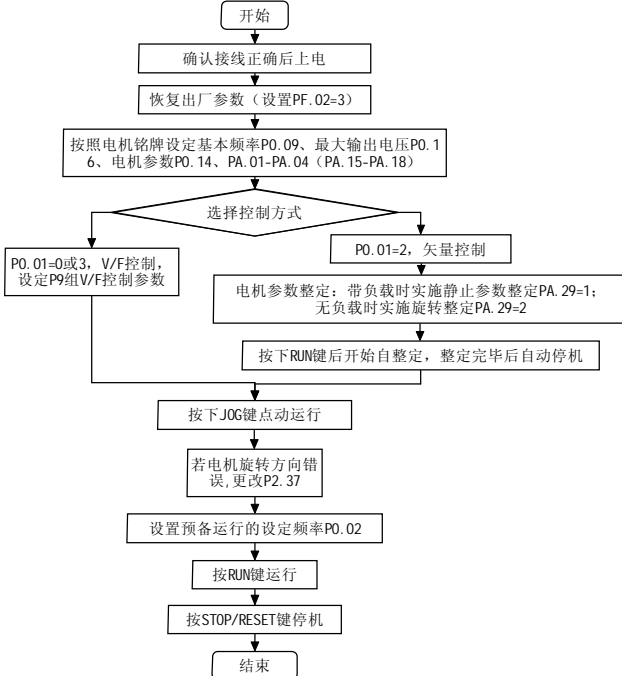 开始
确认接线正确后上电
恢复出厂参数（设置PF.02=3）
按照电机铭牌设定基本频率P0.09、最大输出电压P0.1
6、电机参数P0.14、PA.01-PA.04（PA.15-PA.18）
选择控制方式
P0.01=0或3，V/F控制，
设定P9组V/F控制参数
P0.01=2，矢量控制
电机参数整定：带负载时实施静止参数整定PA.29=1；
无负载时实施旋转整定PA.29=2
按下RUN键后开始自整定，整定完毕后自动停机
按下JOG键点动运行
若电机旋转方向错
误,更改P2.37
设置预备运行的设定频率P0.02
按RUN键运行
按STOP/RESET键停机
结束